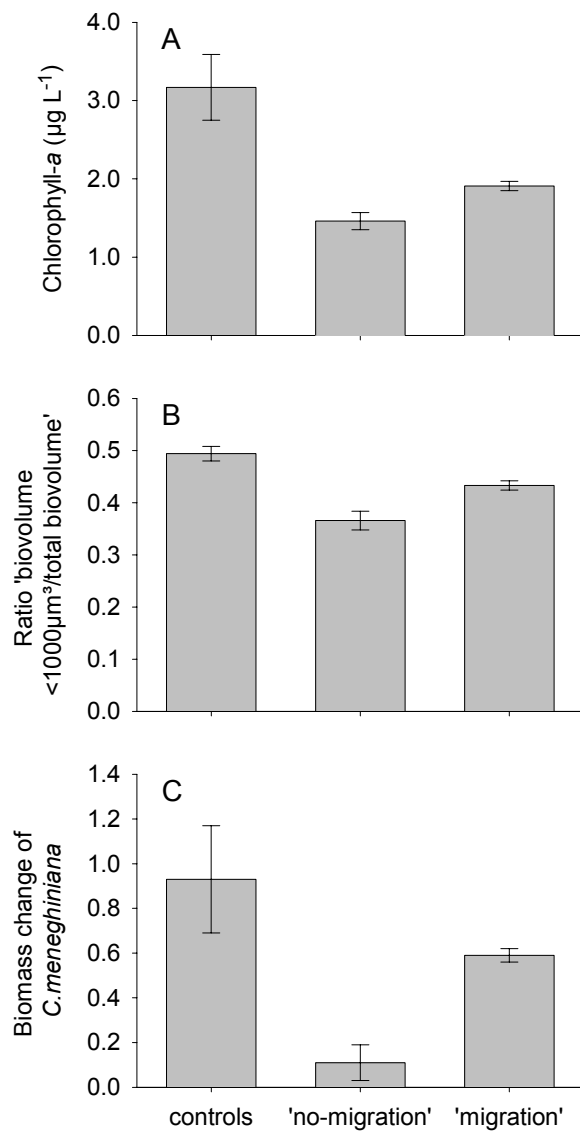 A
Chlorophyll-a (µg L⁻¹)
4.0
3.0
2.0
1.0
0.0
B
Ratio 'biovolume
<1000µm³/total biovolume'
0.6
0.5
0.4
0.3
0.2
0.1
0.0
C
Biomass change of
C.meneghiniana
1.4
1.2
1.0
0.8
0.6
0.4
0.2
0.0
controls 'no-migration' 'migration'